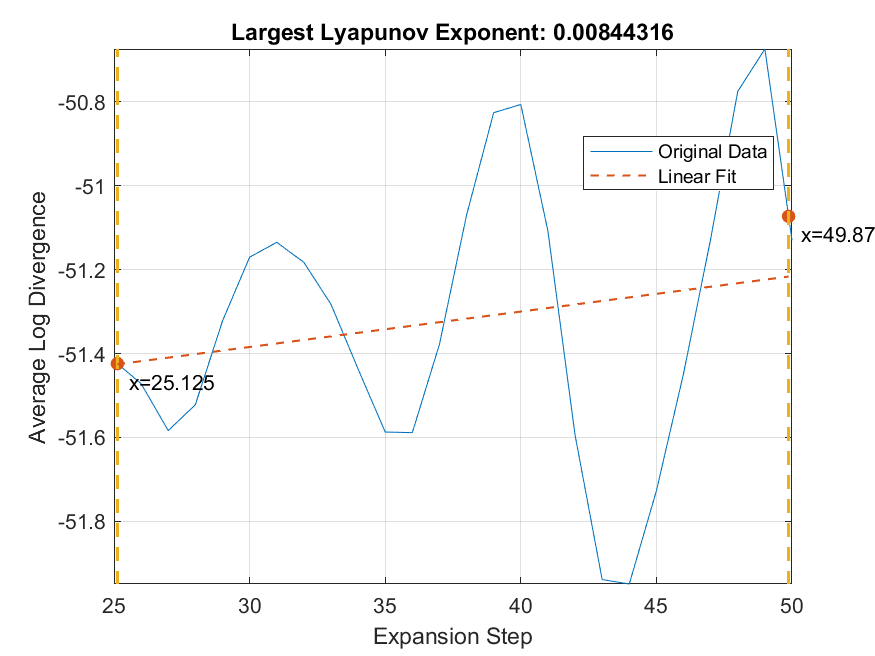 Largest Lyapunov Exponent: 0.00844316
-50.8
-51
-51.2
-51.4
-51.6
-51.8
Average Log Divergence
Original Data
Linear Fit
x=49.87
x=25.125
25 30 35 40 45 50
Expansion Step